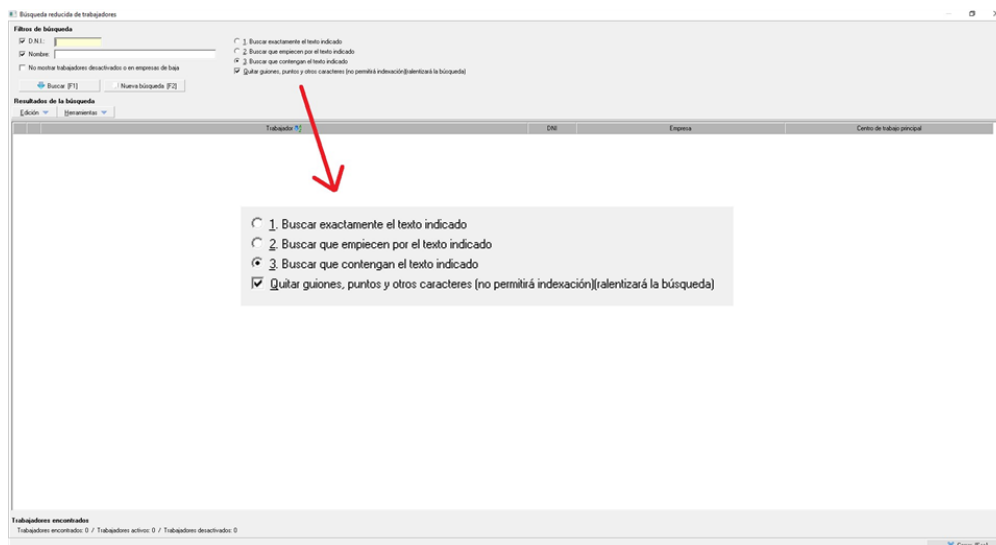 Búsqueda reducida de trabajadores
Filtros de búsqueda
D.N.I.:
Nombre:
No mostrar trabajadores desactivados o en empresas de baja
1. Buscar exactamente el texto indicado
2. Buscar que empiecen por el texto indicado
3. Buscar que contengan el texto indicado
Quitar guiones, puntos y otros caracteres (no permitirá indexación)(ralentizará la búsqueda)
Buscar [F1] Nueva búsqueda [F2]
Resultados de la búsqueda
Edición Herramientas
Trabajador DNI Empresa Centro de trabajo principal
1. Buscar exactamente el texto indicado
2. Buscar que empiecen por el texto indicado
3. Buscar que contengan el texto indicado
Quitar guiones, puntos y otros caracteres (no permitirá indexación)(ralentizará la búsqueda)
Trabajadores encontrados
Trabajadores encontrados: 0 / Trabajadores activos: 0 / Trabajadores desactivados: 0